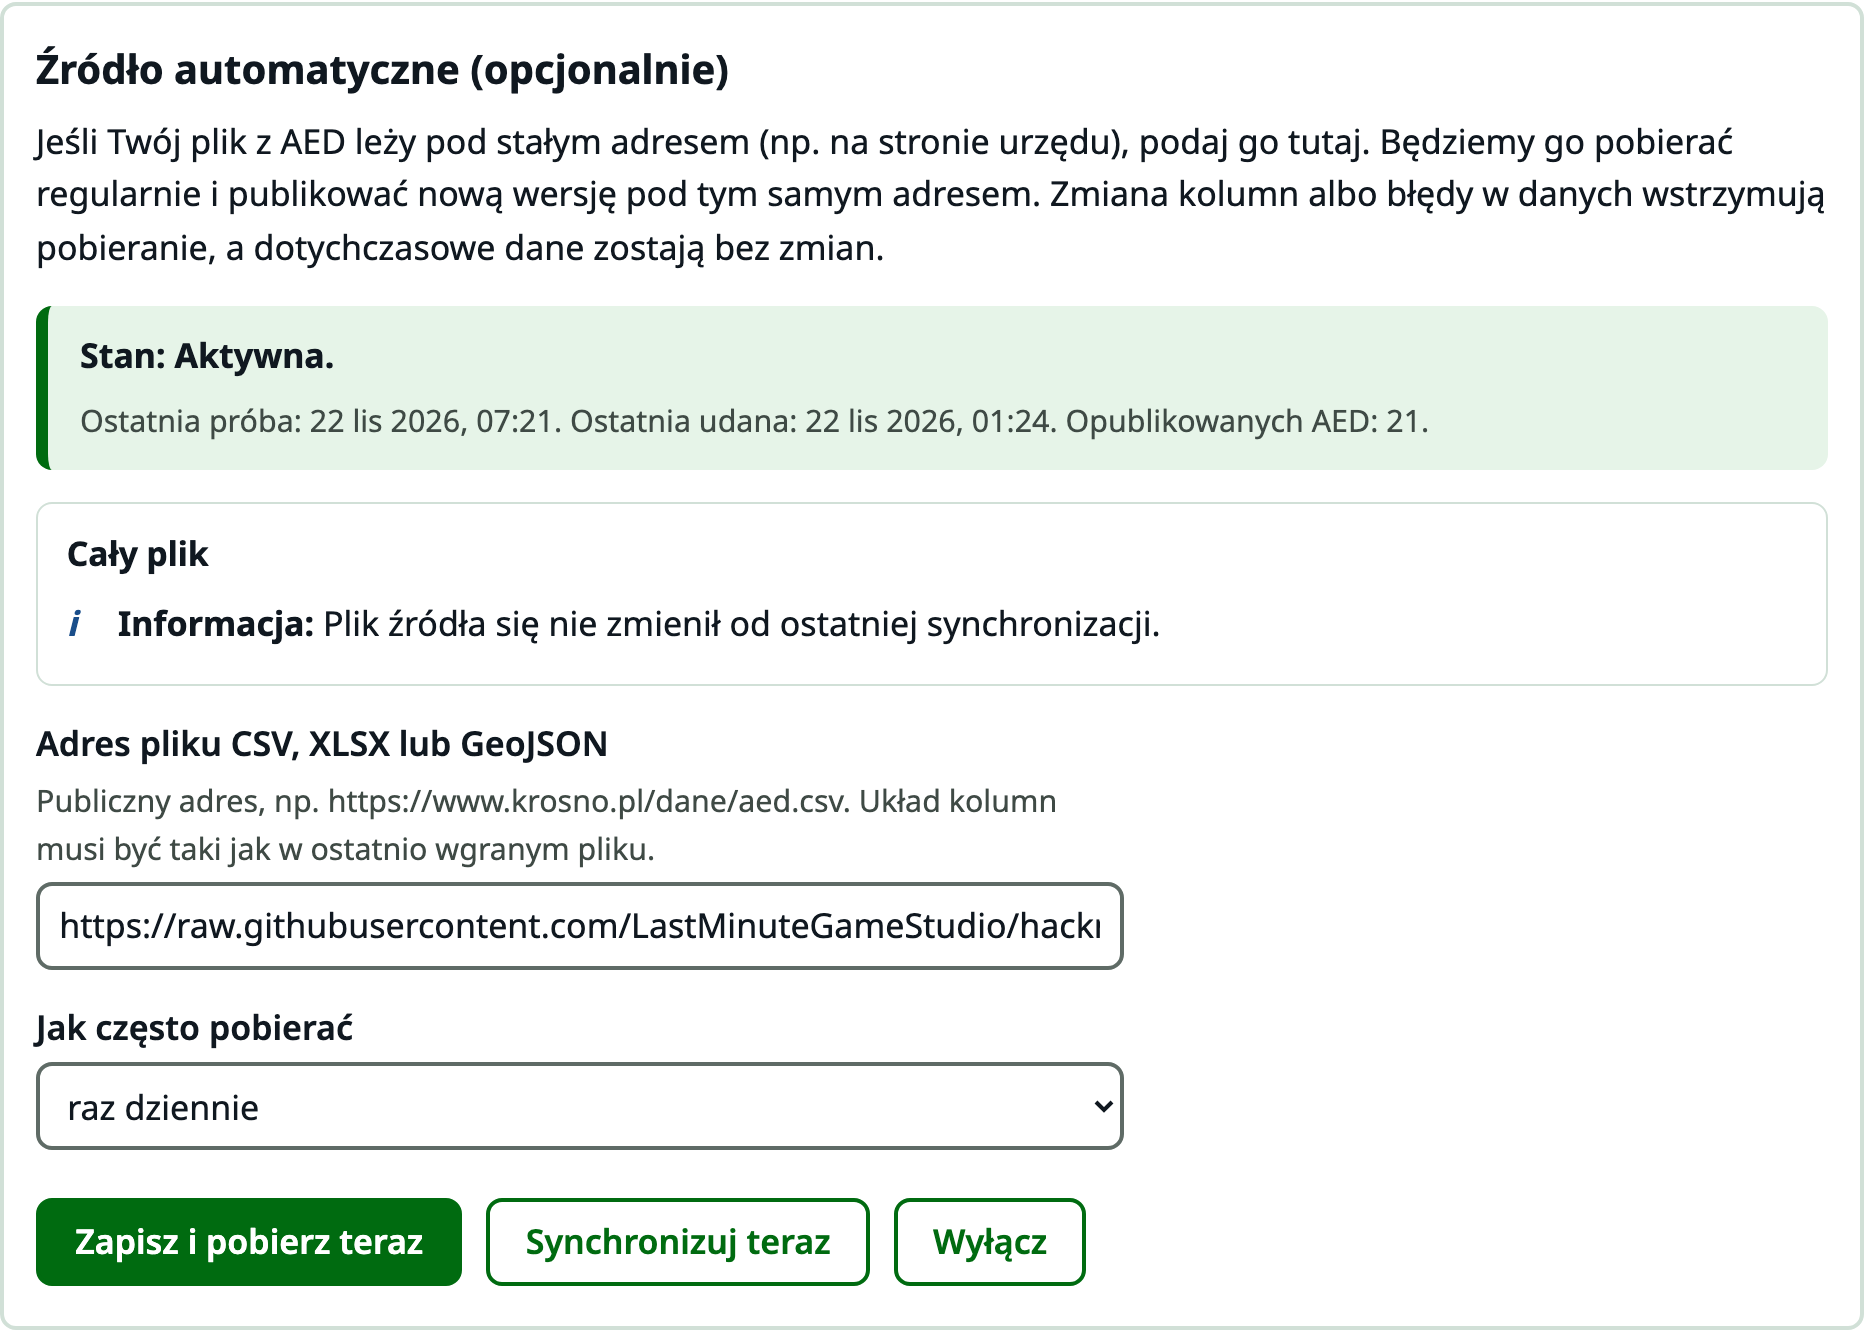 Źródło automatyczne (opcjonalnie)
Jeśli Twój plik z AED leży pod stałym adresem (np. na stronie urzędu), podaj go tutaj. Będziemy go pobierać
regularnie i publikować nową wersję pod tym samym adresem. Zmiana kolumn albo błędy w danych wstrzymują
pobieranie, a dotychczasowe dane zostają bez zmian.
Stan: Aktywna.
Ostatnia próba: 22 lis 2026, 07:21. Ostatnia udana: 22 lis 2026, 01:24. Opublikowanych AED: 21.
Cały plik
i Informacja: Plik źródła się nie zmienił od ostatniej synchronizacji.
Adres pliku CSV, XLSX lub GeoJSON
Publiczny adres, np. https://www.krosno.pl/dane/aed.csv. Układ kolumn
musi być taki jak w ostatnio wgranym pliku.
https://raw.githubusercontent.com/LastMinuteGameStudio/hack
Jak często pobierać
raz dziennie
Zapisz i pobierz teraz Synchronizuj teraz Wyłącz